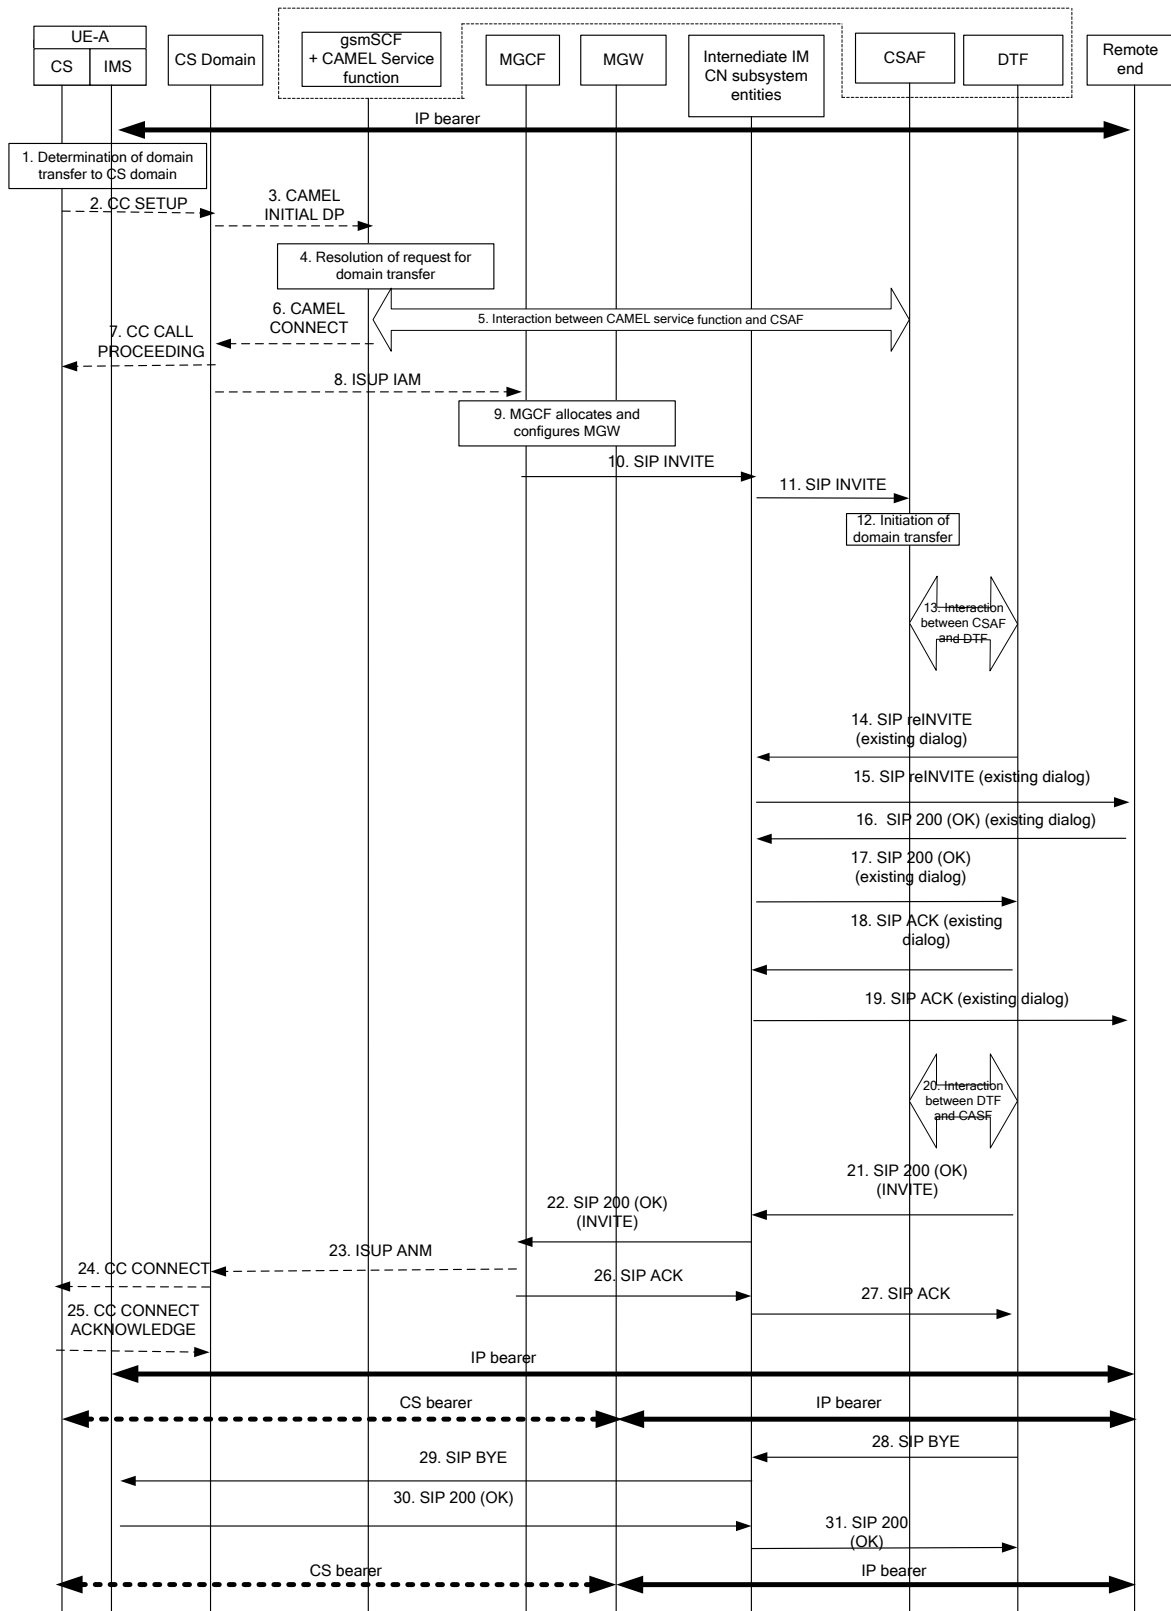 UE-A
CS
IMS
CS Domain
gsmSCF
+ CAMEL Service
function
MGCF
MGW
Internediate IM
CN subsystem
entities
CSAF
DTF
Remote
end
IP bearer
1. Determination of domain
transfer to CS domain
2. CC SETUP
3. CAMEL
INITIAL DP
4. Resolution of request for
domain transfer
5. Interaction between CAMEL service function and CSAF
6. CAMEL
CONNECT
7. CC CALL
PROCEEDING
8. ISUP IAM
9. MGCF allocates and
configures MGW
10. SIP INVITE
11. SIP INVITE
12. Initiation of
domain transfer
13. Interaction
between CSAF
and DTF
14. SIP reINVITE
(existing dialog)
15. SIP reINVITE (existing dialog)
16. SIP 200 (OK) (existing dialog)
17. SIP 200 (OK)
(existing dialog)
18. SIP ACK (existing
dialog)
19. SIP ACK (existing dialog)
20. Interaction
between DTF
and CASF
21. SIP 200 (OK)
(INVITE)
22. SIP 200 (OK)
(INVITE)
23. ISUP ANM
24. CC CONNECT
25. CC CONNECT
ACKNOWLEDGE
26. SIP ACK
27. SIP ACK
IP bearer
CS bearer
IP bearer
28. SIP BYE
29. SIP BYE
30. SIP 200 (OK)
31. SIP 200
(OK)
CS bearer
IP bearer